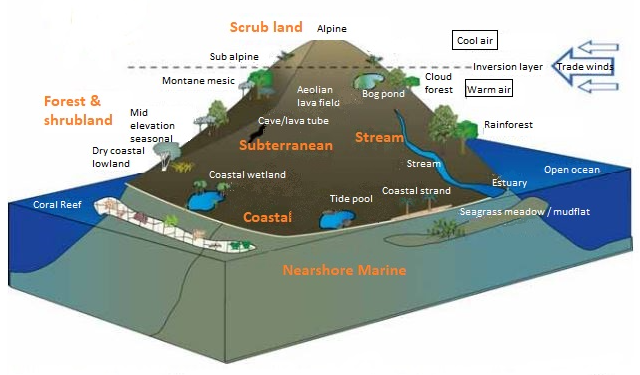 Scrub land
Alpine
Cool air
Sub alpine
Inversion layer
Trade winds
Montane mesic
Cloud
forest
Warm air
Aeolian
lava field
Bog pond
Forest &
shrubland
Mid
elevation
seasonal
Cave/lava tube
Rainforest
Subterranean
Stream
Dry coastal
lowland
Stream
Open ocean
Coastal wetland
Estuary
Coastal strand
Tide pool
Coral Reef
Seagrass meadow / mudflat
Coastal
Nearshore Marine